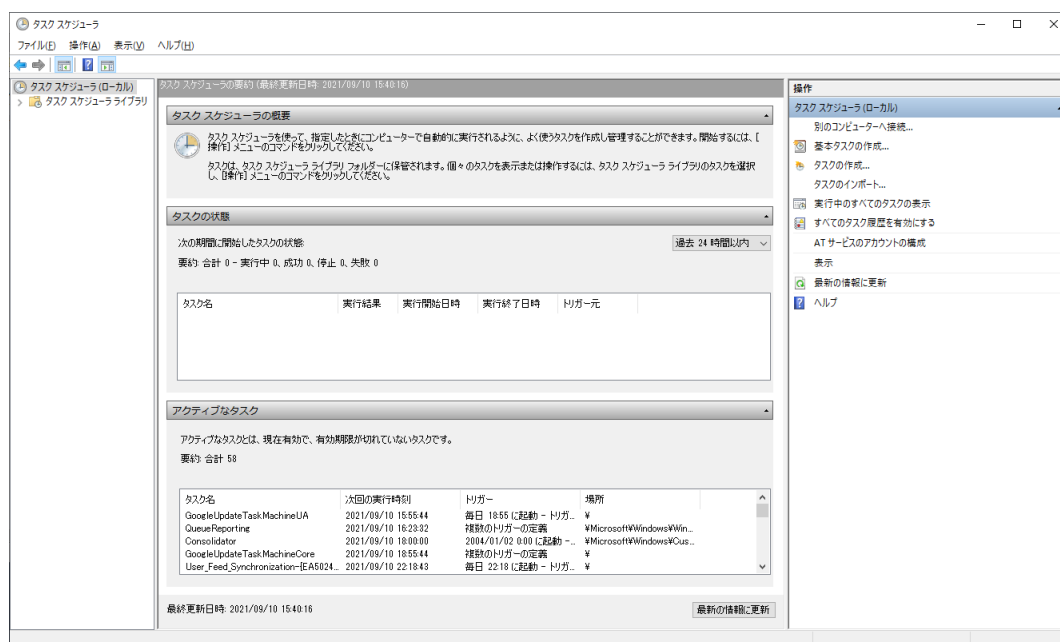 タスク スケジューラ
ファイル(F) 操作(A) 表示(V) ヘルプ(H)
タスク スケジューラ (ローカル)
タスク スケジューラ ライブラリ
タスク スケジューラの要約 (最終更新日時: 2021/09/10 15:40:16)
タスク スケジューラの概要
タスク スケジューラを使って、指定したときにコンピューターで自動的に実行されるように、よく使うタスクを作成し管理することができます。開始するには、[
操作] メニューのコマンドをクリックしてください。
タスクは、タスク スケジューラ ライブラリ フォルダーに保管されます。個々のタスクを表示または操作するには、タスク スケジューラ ライブラリのタスクを選択
し、[操作] メニューのコマンドをクリックしてください。
タスクの状態
次の期間に開始したタスクの状態:
過去 24 時間以内
要約: 合計 0 - 実行中 0、成功 0、停止 0、失敗 0
タスク名 実行結果 実行開始日時 実行終了日時 トリガー元
アクティブなタスク
アクティブなタスクとは、現在有効で、有効期限が切れていないタスクです。
要約: 合計 58
タスク名 次回の実行時刻 トリガー 場所
GoogleUpdateTaskMachineUA 2021/09/10 15:55:44 毎日 18:55 に起動 - トリガ... ¥
QueueReporting 2021/09/10 16:23:32 複数のトリガーの定義 ¥Microsoft¥Windows¥Win...
Consolidator 2021/09/10 18:00:00 2004/01/02 0:00 に起動 -... ¥Microsoft¥Windows¥Cus...
GoogleUpdateTaskMachineCore 2021/09/10 18:55:44 複数のトリガーの定義 ¥
User_Feed_Synchronization-{EA5024... 2021/09/10 22:18:43 毎日 22:18 に起動 - トリガ... ¥
最終更新日時: 2021/09/10 15:40:16
最新の情報に更新
操作
タスク スケジューラ (ローカル)
別のコンピューターへ接続...
基本タスクの作成...
タスクの作成...
タスクのインポート...
実行中のすべてのタスクの表示
すべてのタスク履歴を有効にする
AT サービスのアカウントの構成
表示
最新の情報に更新
ヘルプ